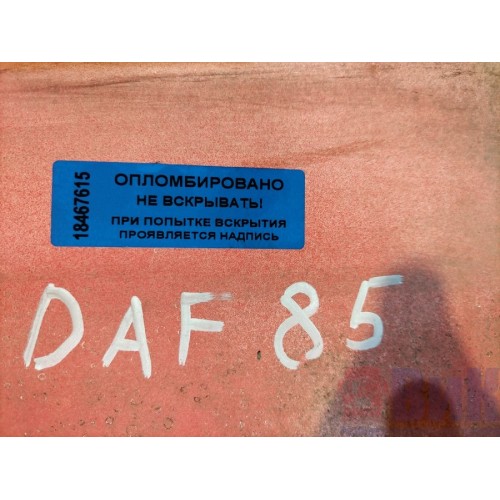 18467615
ОПЛОМБИРОВАНО
НЕ ВСКРЫВАТЬ!
ПРИ ПОПЫТКЕ ВСКРЫТИЯ
ПРОЯВЛЯЕТСЯ НАДПИСЬ
DAF 85